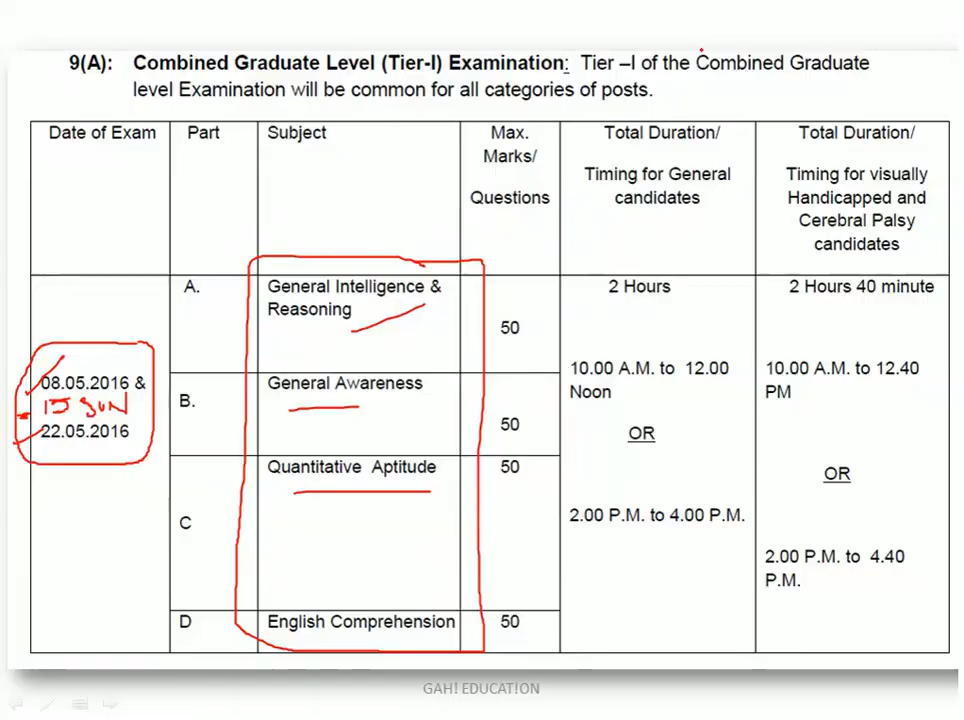 9(A): Combined Graduate Level (Tier-I) Examination: Tier –I of the Combined Graduate
level Examination will be common for all categories of posts.
Date of Exam
Part
Subject
Max.
Marks/
Questions
Total Duration/
Timing for General
candidates
Total Duration/
Timing for visually
Handicapped and
Cerebral Palsy
candidates
08.05.2016 &
15 SUN
22.05.2016
A.
General Intelligence &
Reasoning
50
B.
General Awareness
50
C
Quantitative Aptitude
50
D
English Comprehension
50
2 Hours
10.00 A.M. to 12.00
Noon
OR
2.00 P.M. to 4.00 P.M.
2 Hours 40 minute
10.00 A.M. to 12.40
PM
OR
2.00 P.M. to 4.40
P.M.
GAH! EDUCAT!ON